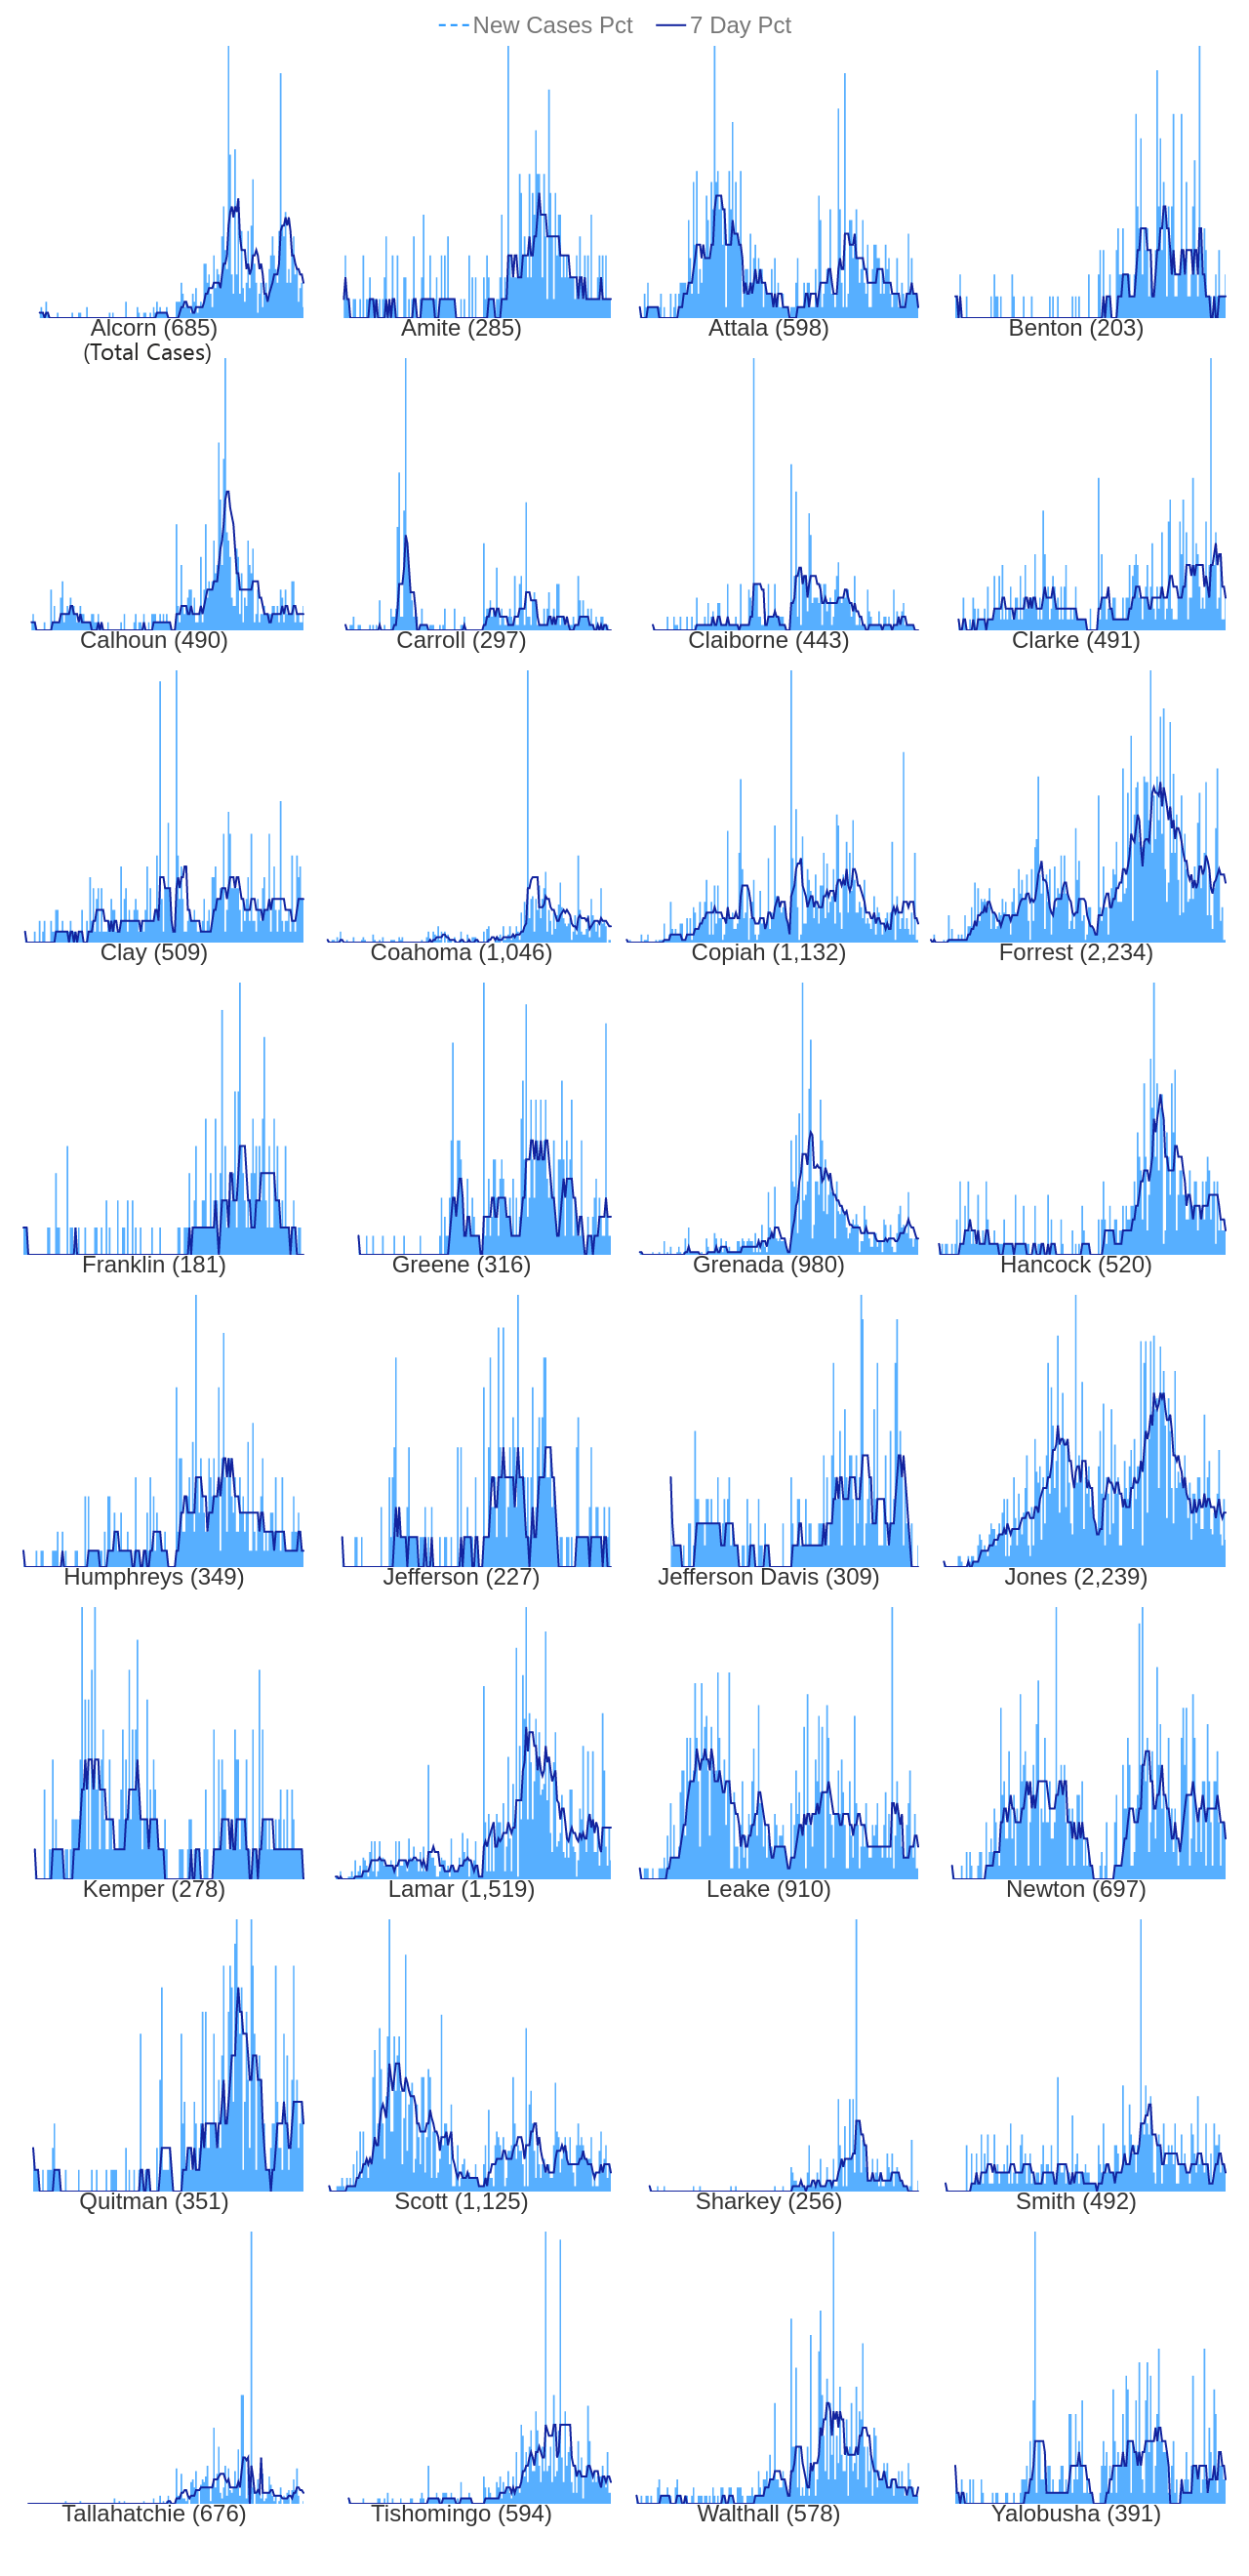 New Cases Pct 7 Day Pct
Alcorn (685) Amite (285) Attala (598) Benton (203)
(Total Cases)
Calhoun (490) Carroll (297) Claiborne (443) Clarke (491)
Clay (509) Coahoma (1,046) Copiah (1,132) Forrest (2,234)
Franklin (181) Greene (316) Grenada (980) Hancock (520)
Humphreys (349) Jefferson (227) Jefferson Davis (309) Jones (2,239)
Kemper (278) Lamar (1,519) Leake (910) Newton (697)
Quitman (351) Scott (1,125) Sharkey (256) Smith (492)
Tallahatchie (676) Tishomingo (594) Walthall (578) Yalobusha (391)